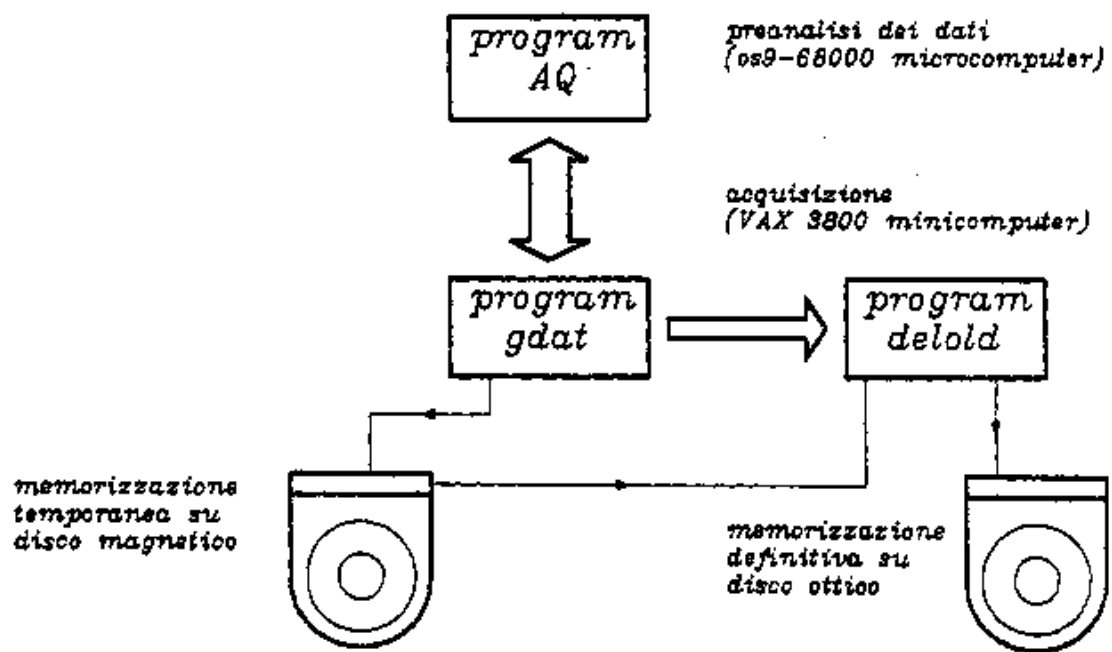 program
AQ
preanalisi dei dati
(os9-68000 microcomputer)
acquisizione
(VAX 3800 minicomputer)
program
gdat
program
delold
memorizzazione
temporanea su
disco magnetico
memorizzazione
definitiva su
disco ottico